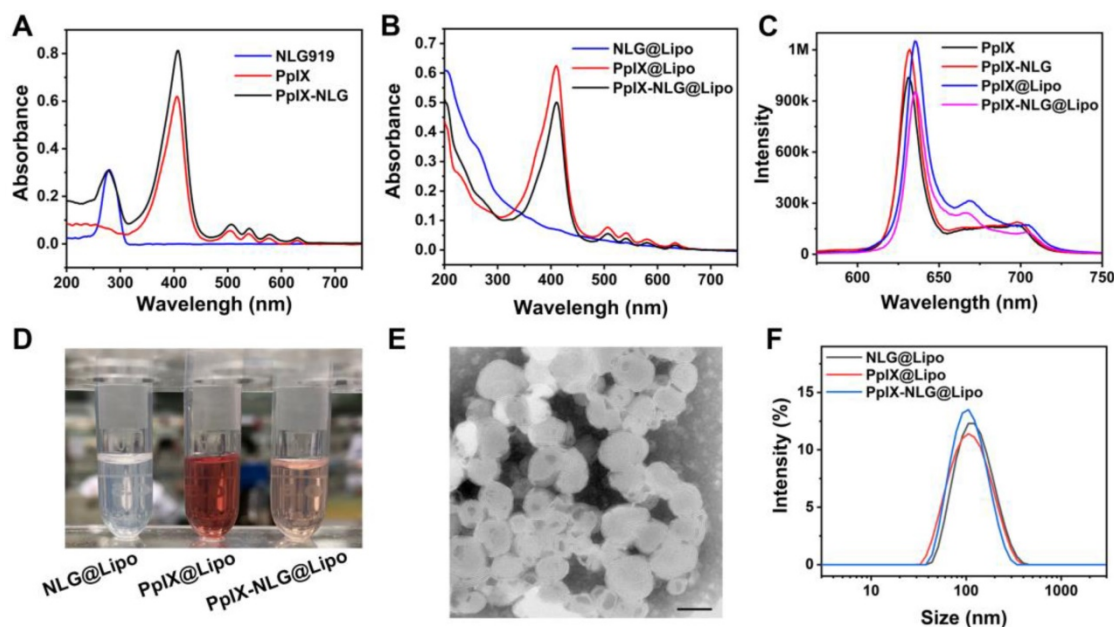 A
NLG919
PpIX
PpIX-NLG
Absorbance
0.8
0.6
0.4
0.2
0.0
200 300 400 500 600 700
Wavelengh (nm)
B
NLG@Lipo
PpIX@Lipo
PpIX-NLG@Lipo
Absorbance
0.7
0.6
0.5
0.4
0.3
0.2
0.1
0.0
200 300 400 500 600 700
Wavelengh (nm)
C
PpIX
PpIX-NLG
PpIX@Lipo
PpIX-NLG@Lipo
Intensity
1M
900k
600k
300k
0
600 650 700 750
Wavelength (nm)
D
NLG@Lipo
PpIX@Lipo
PpIX-NLG@Lipo
E
F
NLG@Lipo
PpIX@Lipo
PpIX-NLG@Lipo
Intensity (%)
15
10
5
0
10 100 1000
Size (nm)